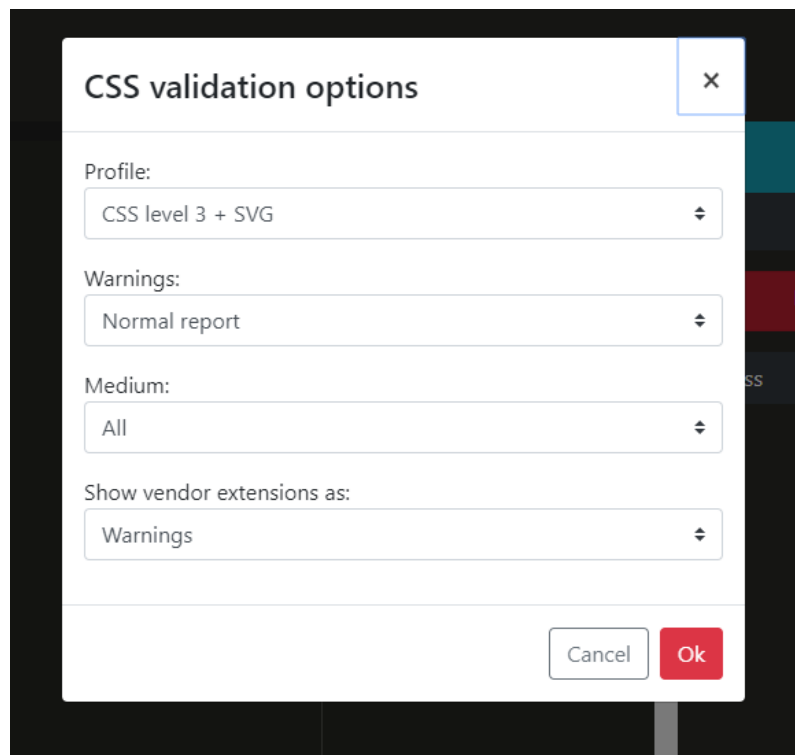 CSS validation options
×
Profile:
CSS level 3 + SVG
Warnings:
Normal report
Medium:
All
ss
Show vendor extensions as:
Warnings
Cancel
Ok